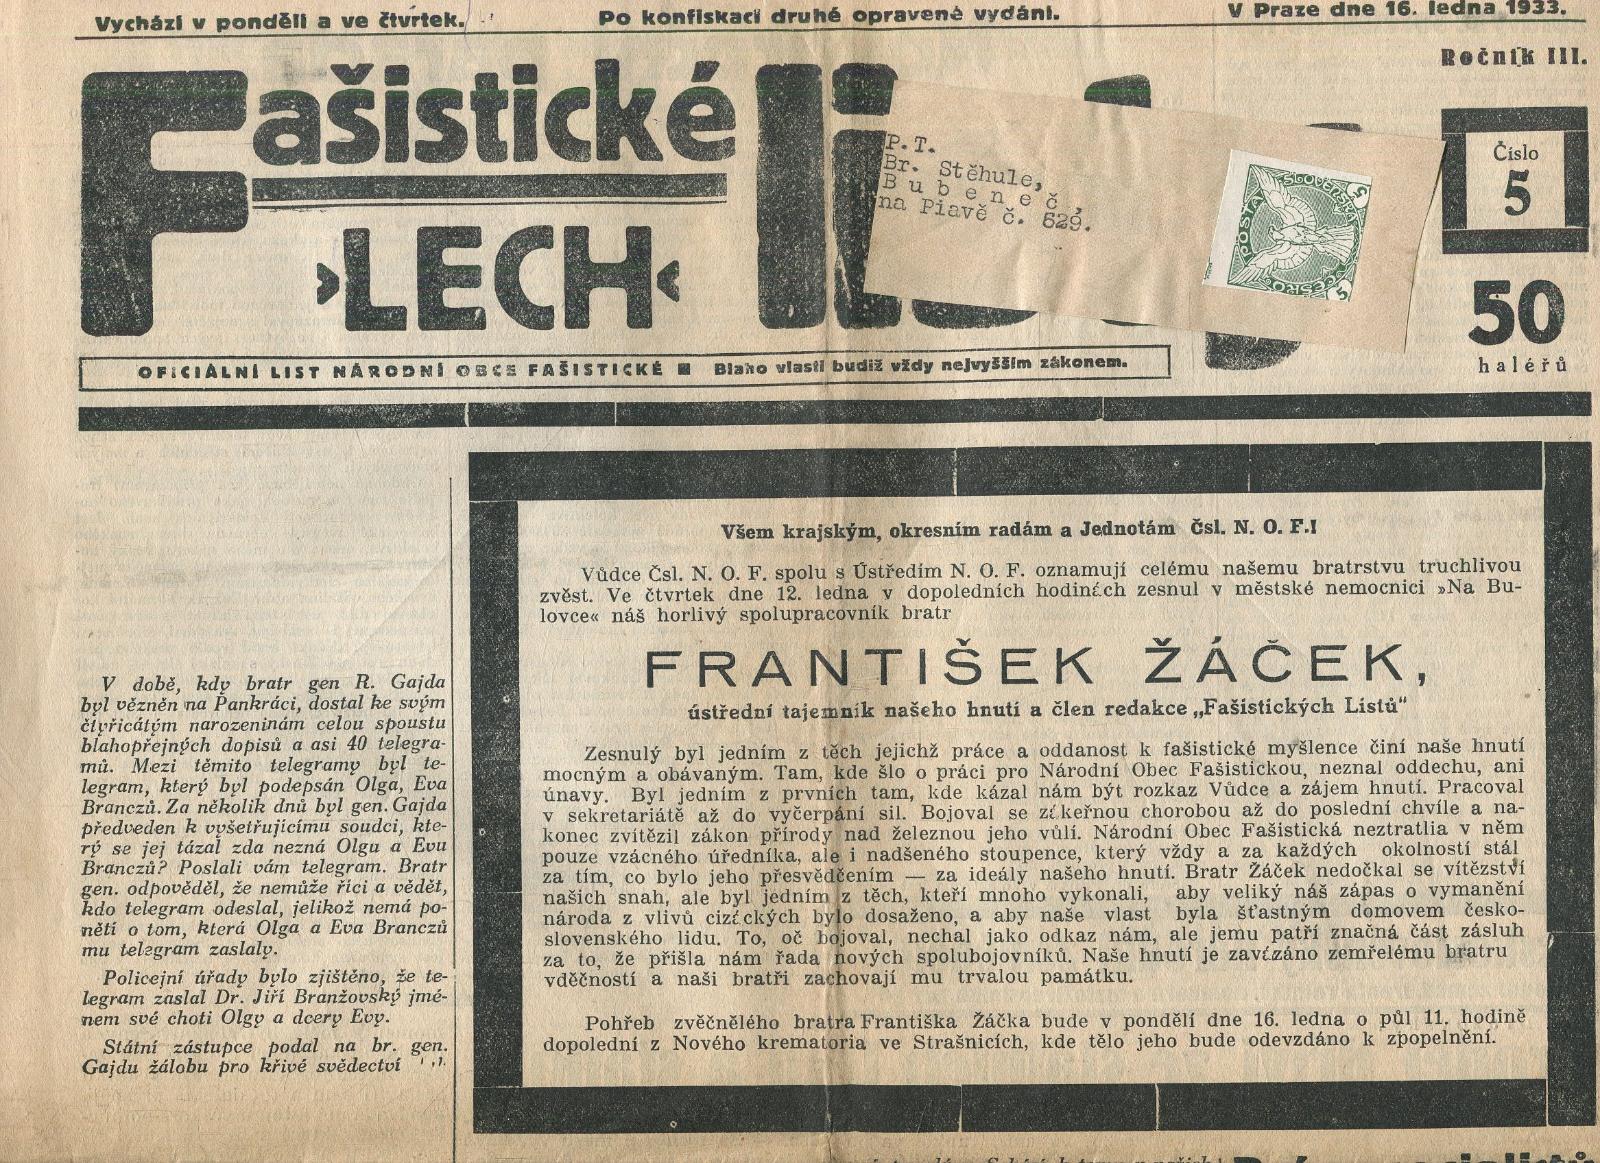 Vychází v pondělí a ve čtvrtek.
Po konfiskaci druhé opravené vydání.
V Praze dne 16. ledna 1933.
Ročník III.
Fašistické
›LECH‹
P.T.
Br. Stěhule,
Bubeneč,
na Piavě č. 629.
POŠTA ČESKO SLOVENSKÁ
5
5
Číslo
5
50
haléřů
OFICIÁLNÍ LIST NÁRODNÍ OBCE FAŠISTICKÉ ■ Blaho vlasti budiž vždy nejvyšším zákonem.
V době, kdy bratr gen R. Gajda
byl vězněn na Pankráci, dostal ke svým
čtyřicátým narozeninám celou spoustu
blahopřejných dopisů a asi 40 telegra-
mů. Mezi těmito telegramy byl te-
legram, který byl podepsán Olga, Eva
Branczů. Za několik dnů byl gen. Gajda
předveden k vyšetřujícímu soudci, kte-
rý se jej tázal zda nezná Olgu a Evu
Branczů? Poslali vám telegram. Bratr
gen. odpověděl, že nemůže říci a vědět,
kdo telegram odeslal, jelikož nemá po-
nětí o tom, která Olga a Eva Branczů
mu telegram zaslaly.
Policejní úřady bylo zjištěno, že te-
legram zaslal Dr. Jiří Branžovský jmé-
nem své choti Olgy a dcery Evy.
Státní zástupce podal na br. gen.
Gajdu žálobu pro křivé svědectví
Všem krajským, okresním radám a Jednotám Čsl. N. O. F.!
Vůdce Čsl. N. O. F. spolu s Ústředím N. O. F. oznamují celému našemu bratrstvu truchlivou
zvěst. Ve čtvrtek dne 12. ledna v dopoledních hodinách zesnul v městské nemocnici »Na Bu-
lovce« náš horlivý spolupracovník bratr
FRANTIŠEK ŽÁČEK,
ústřední tajemník našeho hnutí a člen redakce „Fašistických Listů“
Zesnulý byl jedním z těch jejichž práce a oddanost k fašistické myšlence činí naše hnutí
mocným a obávaným. Tam, kde šlo o práci pro Národní Obec Fašistickou, neznal oddechu, ani
únavy. Byl jedním z prvních tam, kde kázal nám být rozkaz Vůdce a zájem hnutí. Pracoval
v sekretariátě až do vyčerpání sil. Bojoval se zákeřnou chorobou až do poslední chvíle a na-
konec zvítězil zákon přírody nad železnou jeho vůlí. Národní Obec Fašistická neztratila v něm
pouze vzácného úředníka, ale i nadšeného stoupence, který vždy a za každých okolností stál
za tím, co bylo jeho přesvědčením — za ideály našeho hnutí. Bratr Žáček nedočkal se vítězství
našich snah, ale byl jedním z těch, kteří mnoho vykonali, aby veliký náš zápas o vymanění
národa z vlivů cizáckých bylo dosaženo, a aby naše vlast byla šťastným domovem česko-
slovenského lidu. To, oč bojoval, nechal jako odkaz nám, ale jemu patří značná část zásluh
za to, že přišla nám řada nových spolubojovníků. Naše hnutí je zavázáno zemřelému bratru
vděčností a naši bratři zachovají mu trvalou památku.
Pohřeb zvěčnělého bratra Františka Žáčka bude v pondělí dne 16. ledna o půl 11. hodině
dopolední z Nového krematoria ve Strašnicích, kde tělo jeho bude odevzdáno k zpopelnění.